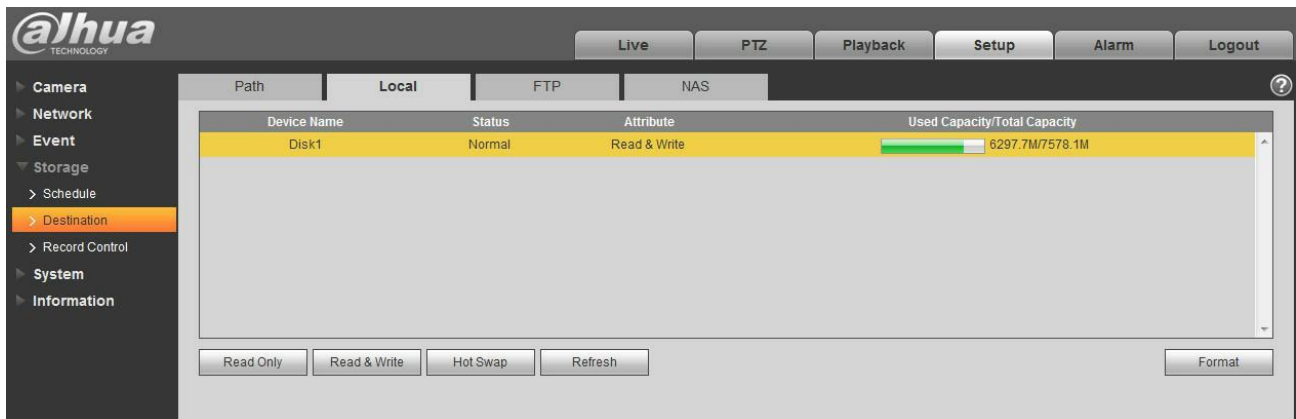 alhua
TECHNOLOGY
Live PTZ Playback Setup Alarm Logout
Camera
Network
Event
Storage
> Schedule
> Destination
> Record Control
System
Information
Path Local FTP NAS ?
Device Name Status Attribute Used Capacity/Total Capacity
Disk1 Normal Read & Write 6297.7M/7578.1M
Read Only Read & Write Hot Swap Refresh Format